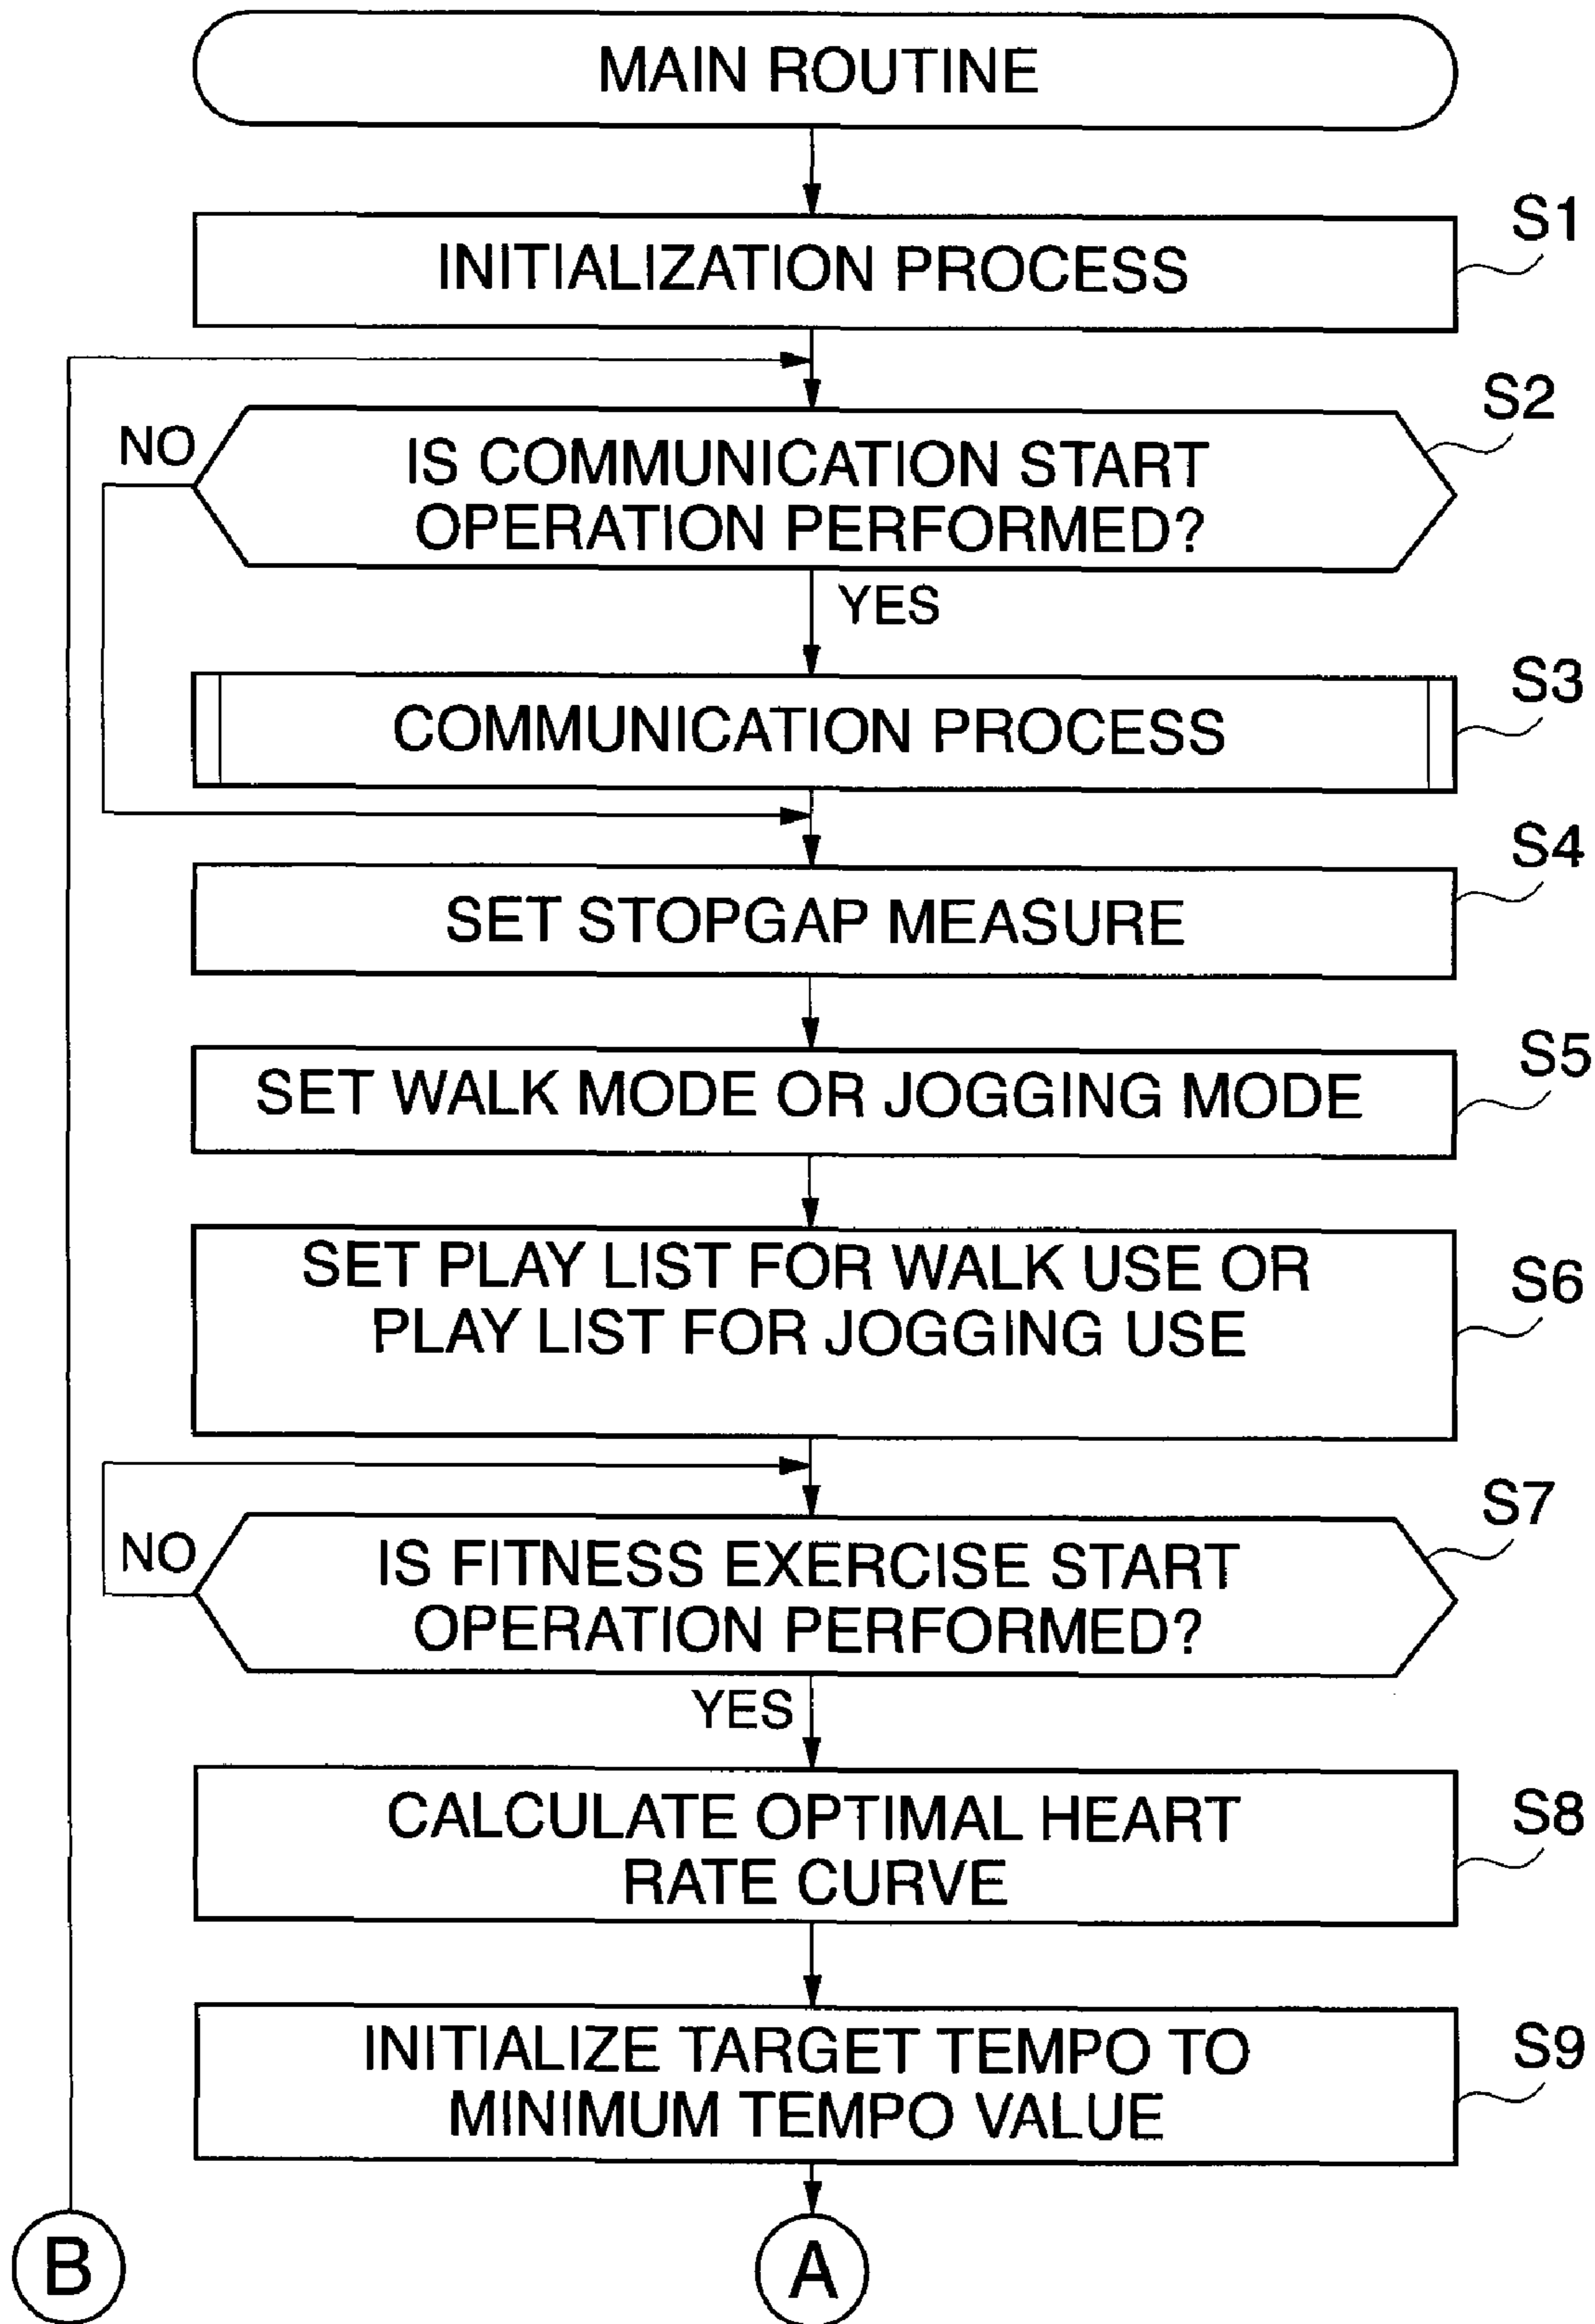 MAIN ROUTINE
S1
INITIALIZATION PROCESS
S2
NO
IS COMMUNICATION START
OPERATION PERFORMED?
YES
S3
COMMUNICATION PROCESS
S4
SET STOPGAP MEASURE
S5
SET WALK MODE OR JOGGING MODE
S6
SET PLAY LIST FOR WALK USE OR
PLAY LIST FOR JOGGING USE
S7
NO
IS FITNESS EXERCISE START
OPERATION PERFORMED?
YES
S8
CALCULATE OPTIMAL HEART
RATE CURVE
S9
INITIALIZE TARGET TEMPO TO
MINIMUM TEMPO VALUE
B
A